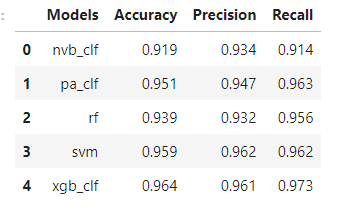 : Models Accuracy Precision Recall
0 nvb_clf 0.919 0.934 0.914
1 pa_clf 0.951 0.947 0.963
2 rf 0.939 0.932 0.956
3 svm 0.959 0.962 0.962
4 xgb_clf 0.964 0.961 0.973